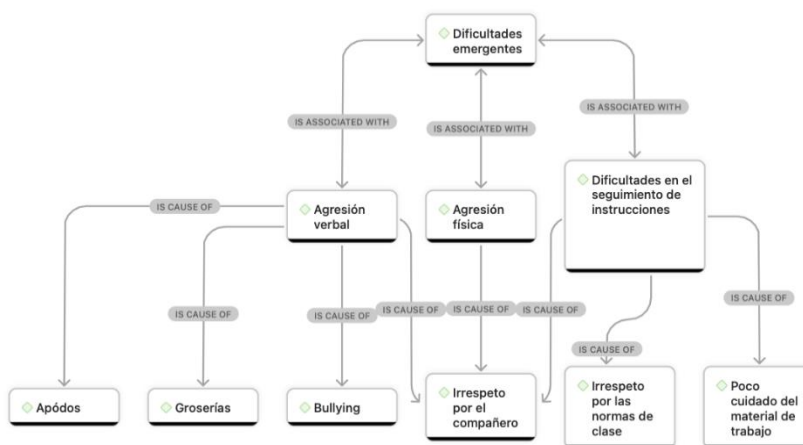 Dificultades
emergentes
IS ASSOCIATED WITH
IS ASSOCIATED WITH
IS ASSOCIATED WITH
Agresión
verbal
Agresión
física
Dificultades en el
seguimiento de
instrucciones
IS CAUSE OF
IS CAUSE OF
IS CAUSE OF
IS CAUSE OF
IS CAUSE OF
IS CAUSE OF
IS CAUSE OF
IS CAUSE OF
Apódos
Groserías
Bullying
Irrespeto
por el
compañero
Irrespeto
por las
normas de
clase
Poco
cuidado del
material de
trabajo